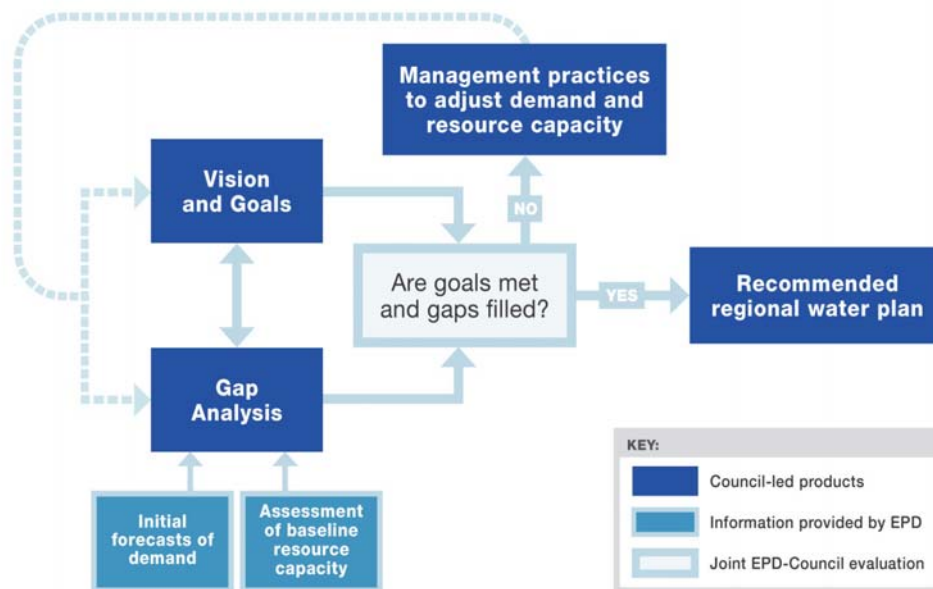 Management practices
to adjust demand and
resource capacity
Vision
and Goals
NO
Are goals met
and gaps filled?
YES
Recommended
regional water plan
Gap
Analysis
Initial
forecasts of
demand
Assessment
of baseline
resource
capacity
KEY:
Council-led products
Information provided by EPD
Joint EPD-Council evaluation